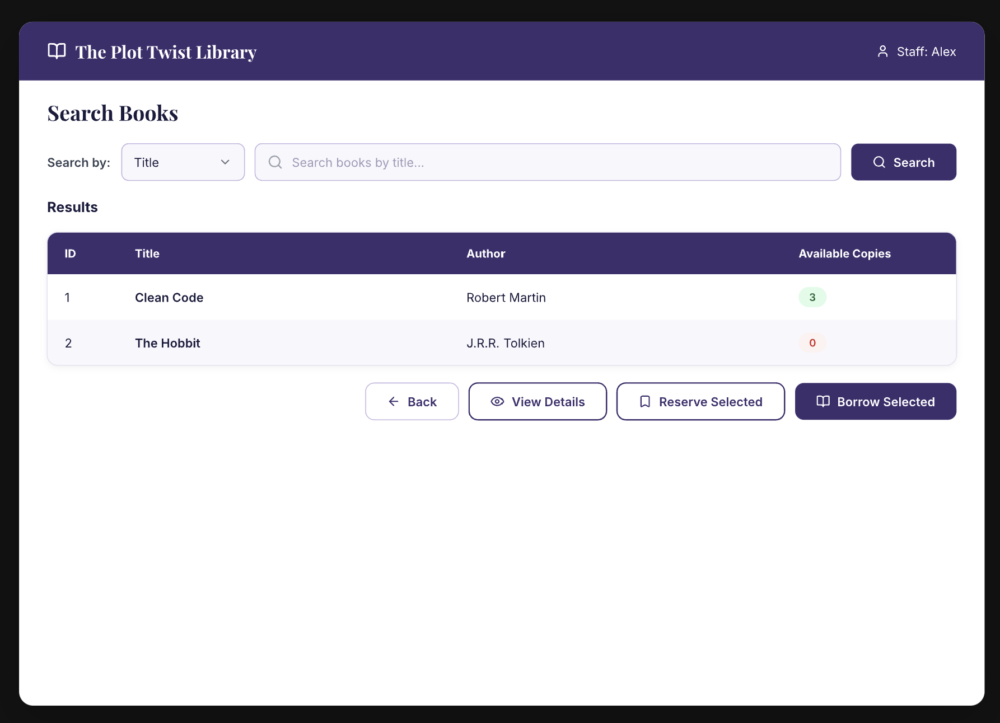 The Plot Twist Library
Staff: Alex
Search Books
Search by: Title Search books by title... Search
Results
ID Title Author Available Copies
1 Clean Code Robert Martin 3
2 The Hobbit J.R.R. Tolkien 0
Back View Details Reserve Selected Borrow Selected